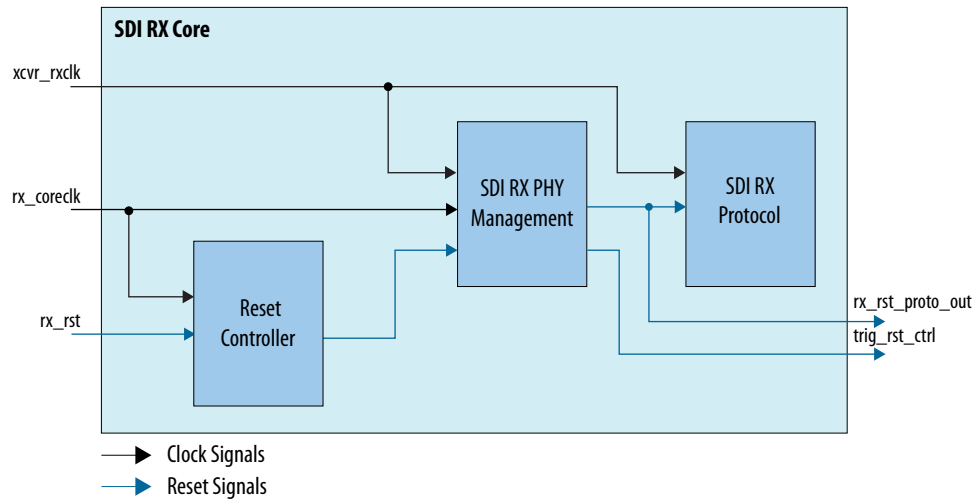 SDI RX Core
xcvr_rxclk
SDI RX PHY
Management
SDI RX
Protocol
rx_coreclk
Reset
Controller
rx_rst
rx_rst_proto_out
trig_rst_ctrl
Clock Signals
Reset Signals